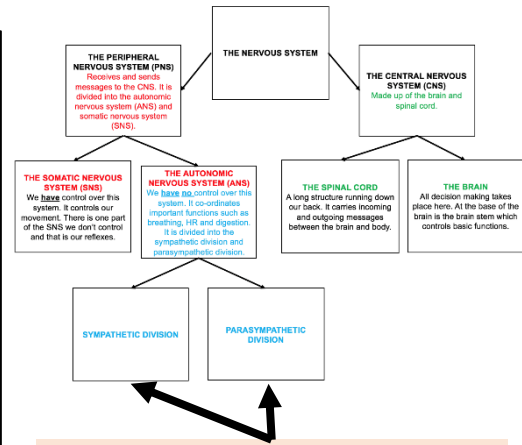 THE NERVOUS SYSTEM
THE PERIPHERAL
NERVOUS SYSTEM (PNS)
Receives and sends
messages to the CNS. It is
divided into the autonomic
nervous system (ANS) and
somatic nervous system
(SNS).
THE CENTRAL NERVOUS
SYSTEM (CNS)
Made up of the brain and
spinal cord.
THE SOMATIC NERVOUS
SYSTEM (SNS)
We have control over this
system. It controls our
movement. There is one part
of the SNS we don't control
and that is our reflexes.
THE AUTONOMIC
NERVOUS SYSTEM (ANS)
We have no control over this
system. It co-ordinates
important functions such as
breathing, HR and digestion.
It is divided into the
sympathetic division and
parasympathetic division.
THE SPINAL CORD
A long structure running down
our back. It carries incoming
and outgoing messages
between the brain and body.
THE BRAIN
All decision making takes
place here. At the base of the
brain is the brain stem which
controls basic functions.
SYMPATHETIC DIVISION
PARASYMPATHETIC
DIVISION